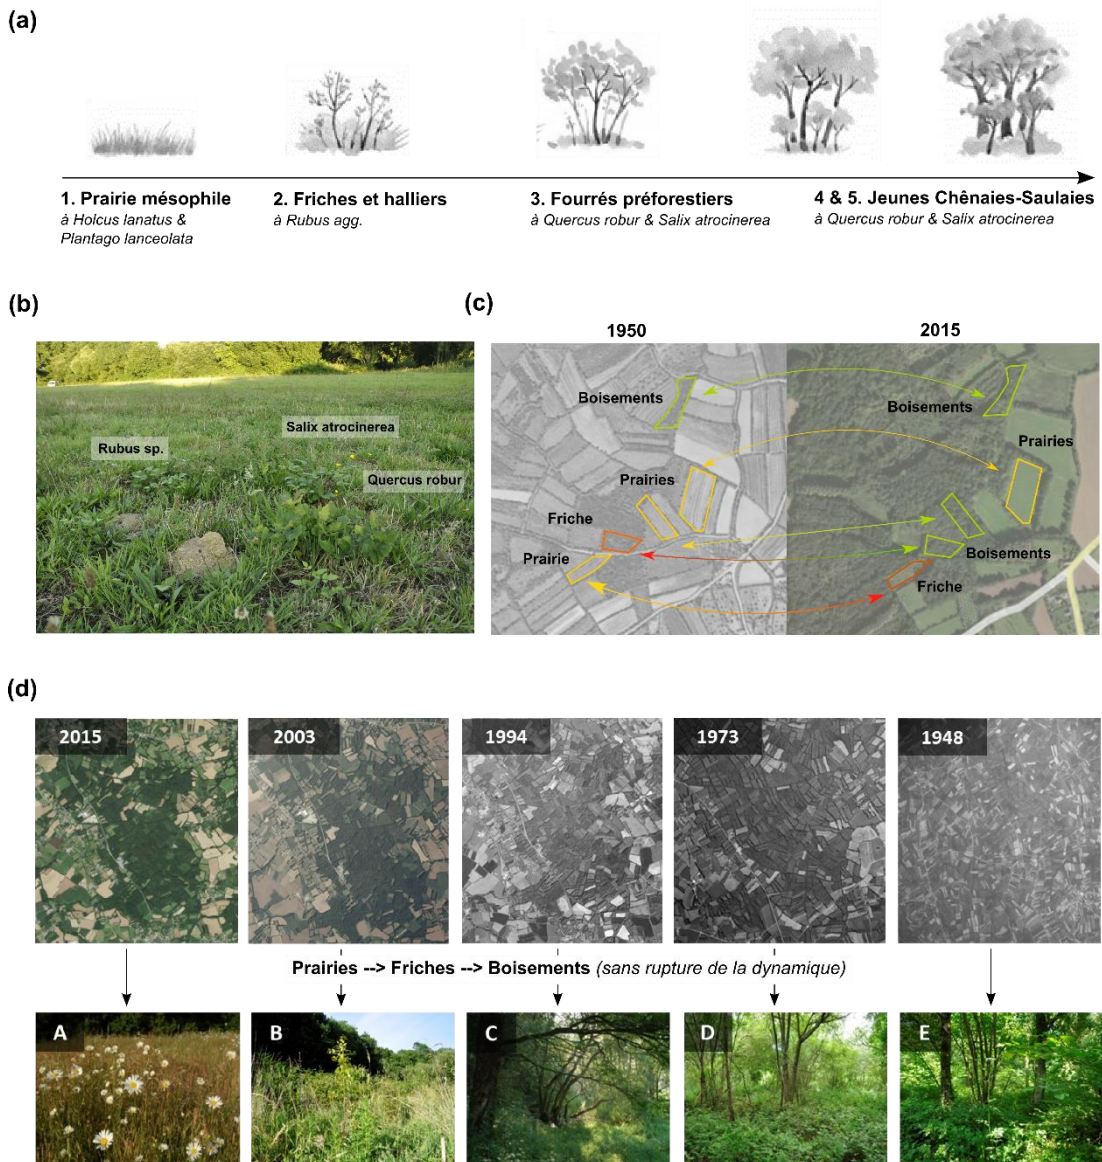 (a)
1. Prairie mésophile
à Holcus lanatus &
Plantago lanceolata
2. Friches et halliers
à Rubus agg.
3. Fourrés préforestiers
à Quercus robur & Salix atrocinerea
4 & 5. Jeunes Chênaies-Saulaies
à Quercus robur & Salix atrocinerea
(b)
Salix atrocinerea
Rubus sp.
Quercus robur
(c)
1950
2015
Boisements
Boisements
Prairies
Prairies
Friche
Prairie
Boisements
Friche
(d)
2015
2003
1994
1973
1948
Prairies --> Friches --> Boisements (sans rupture de la dynamique)
A
B
C
D
E